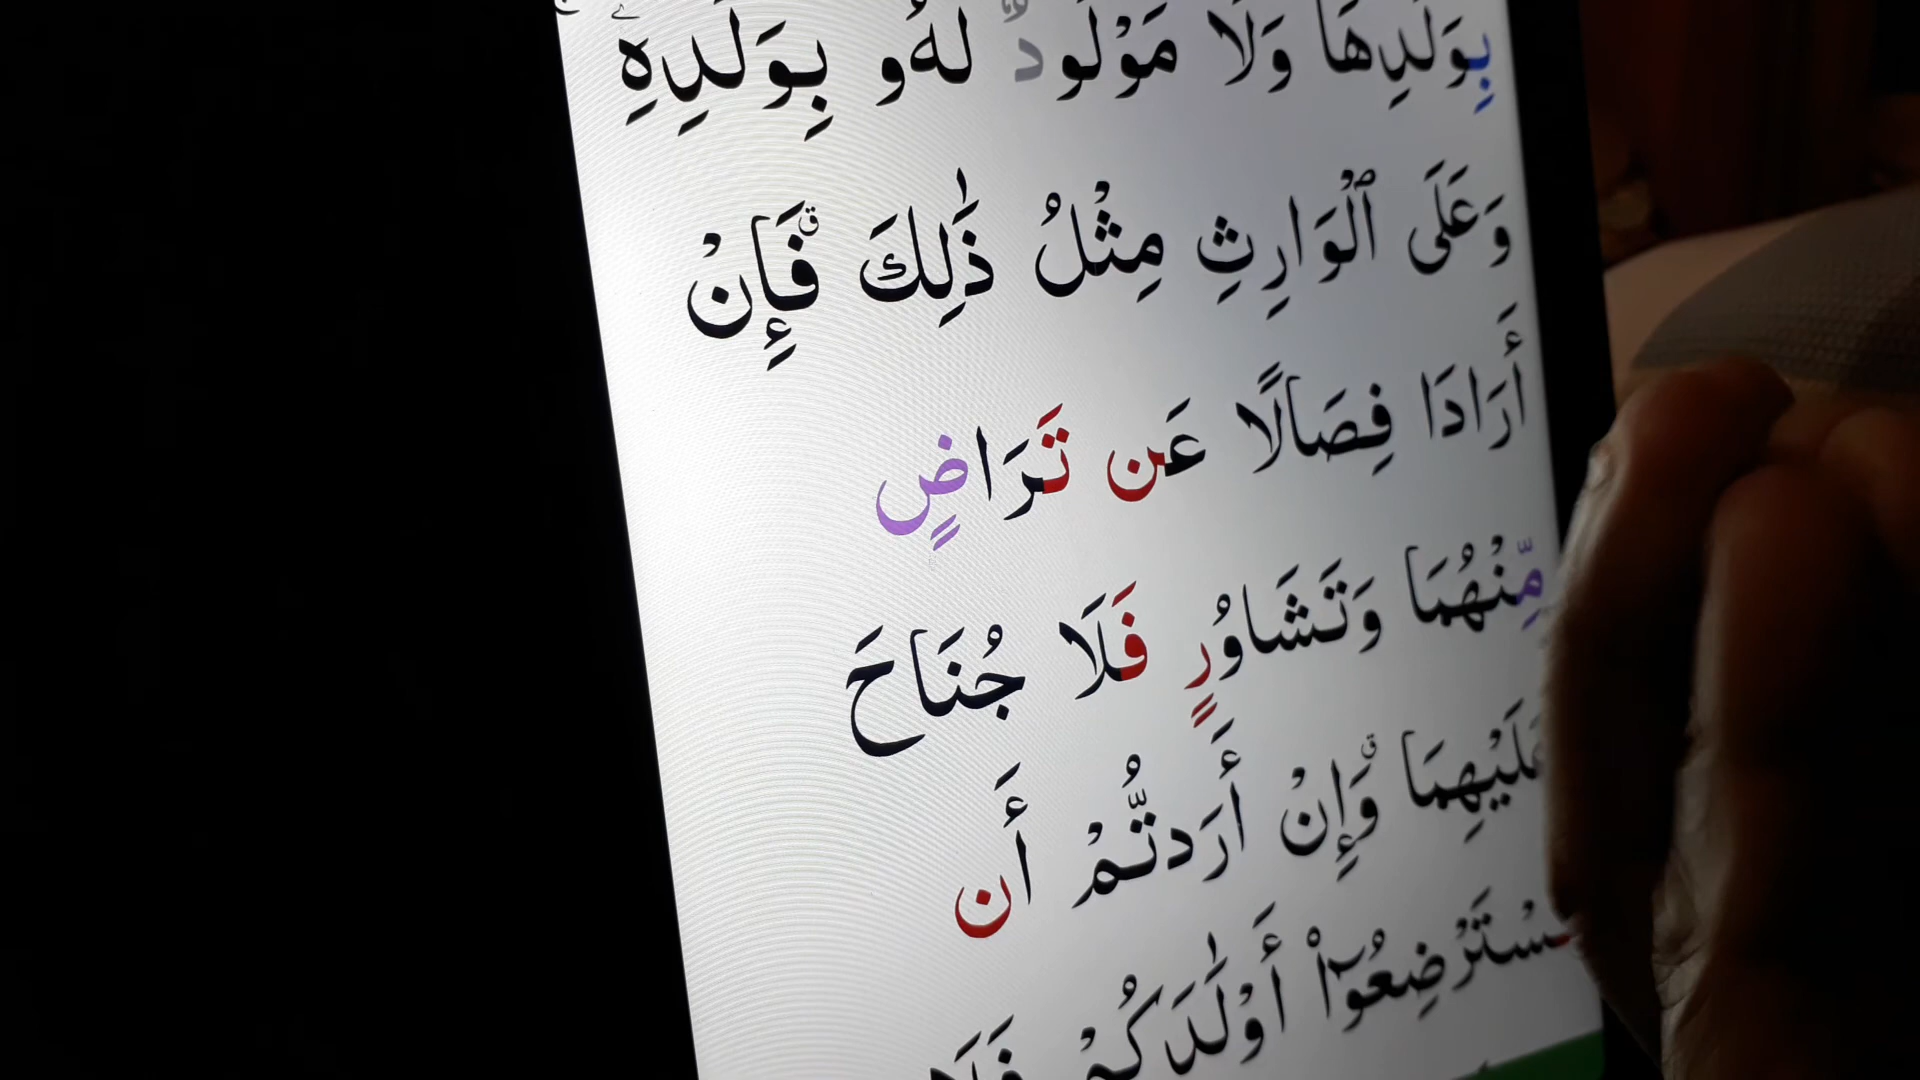 بِوَلَدِهَا وَلَا مَوْلُودٌ لَهُۥ بِوَلَدِهِۦ
وَعَلَى ٱلْوَارِثِ مِثْلُ ذَٰلِكَ ۗ فَإِنْ
أَرَادَا فِصَالًا عَن تَرَاضٍ
مِّنْهُمَا وَتَشَاوُرٍ فَلَا جُنَاحَ
عَلَيْهِمَا ۗ وَإِنْ أَرَدتُّمْ أَن
تَسْتَرْضِعُوٓا۟ أَوْلَٰدَكُمْ فَلَا